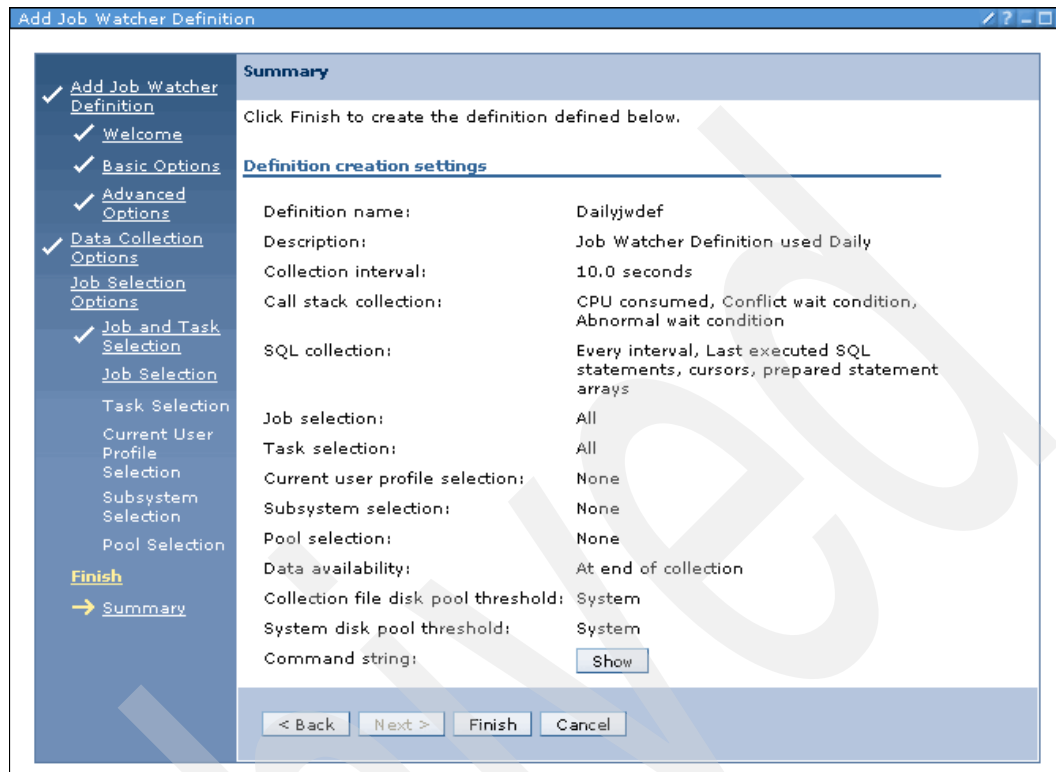 Add Job Watcher Definition
Add Job Watcher
Definition
Welcome
Basic Options
Advanced
Options
Data Collection
Options
Job Selection
Options
Job and Task
Selection
Job Selection
Task Selection
Current User
Profile
Selection
Subsystem
Selection
Pool Selection
Finish
Summary
Summary
Click Finish to create the definition defined below.
Definition creation settings
Definition name: Dailyjwdef
Description: Job Watcher Definition used Daily
Collection interval: 10.0 seconds
Call stack collection: CPU consumed, Conflict wait condition,
Abnormal wait condition
SQL collection: Every interval, Last executed SQL
statements, cursors, prepared statement
arrays
Job selection: All
Task selection: All
Current user profile selection: None
Subsystem selection: None
Pool selection: None
Data availability: At end of collection
Collection file disk pool threshold: System
System disk pool threshold: System
Command string: Show
< Back Next > Finish Cancel